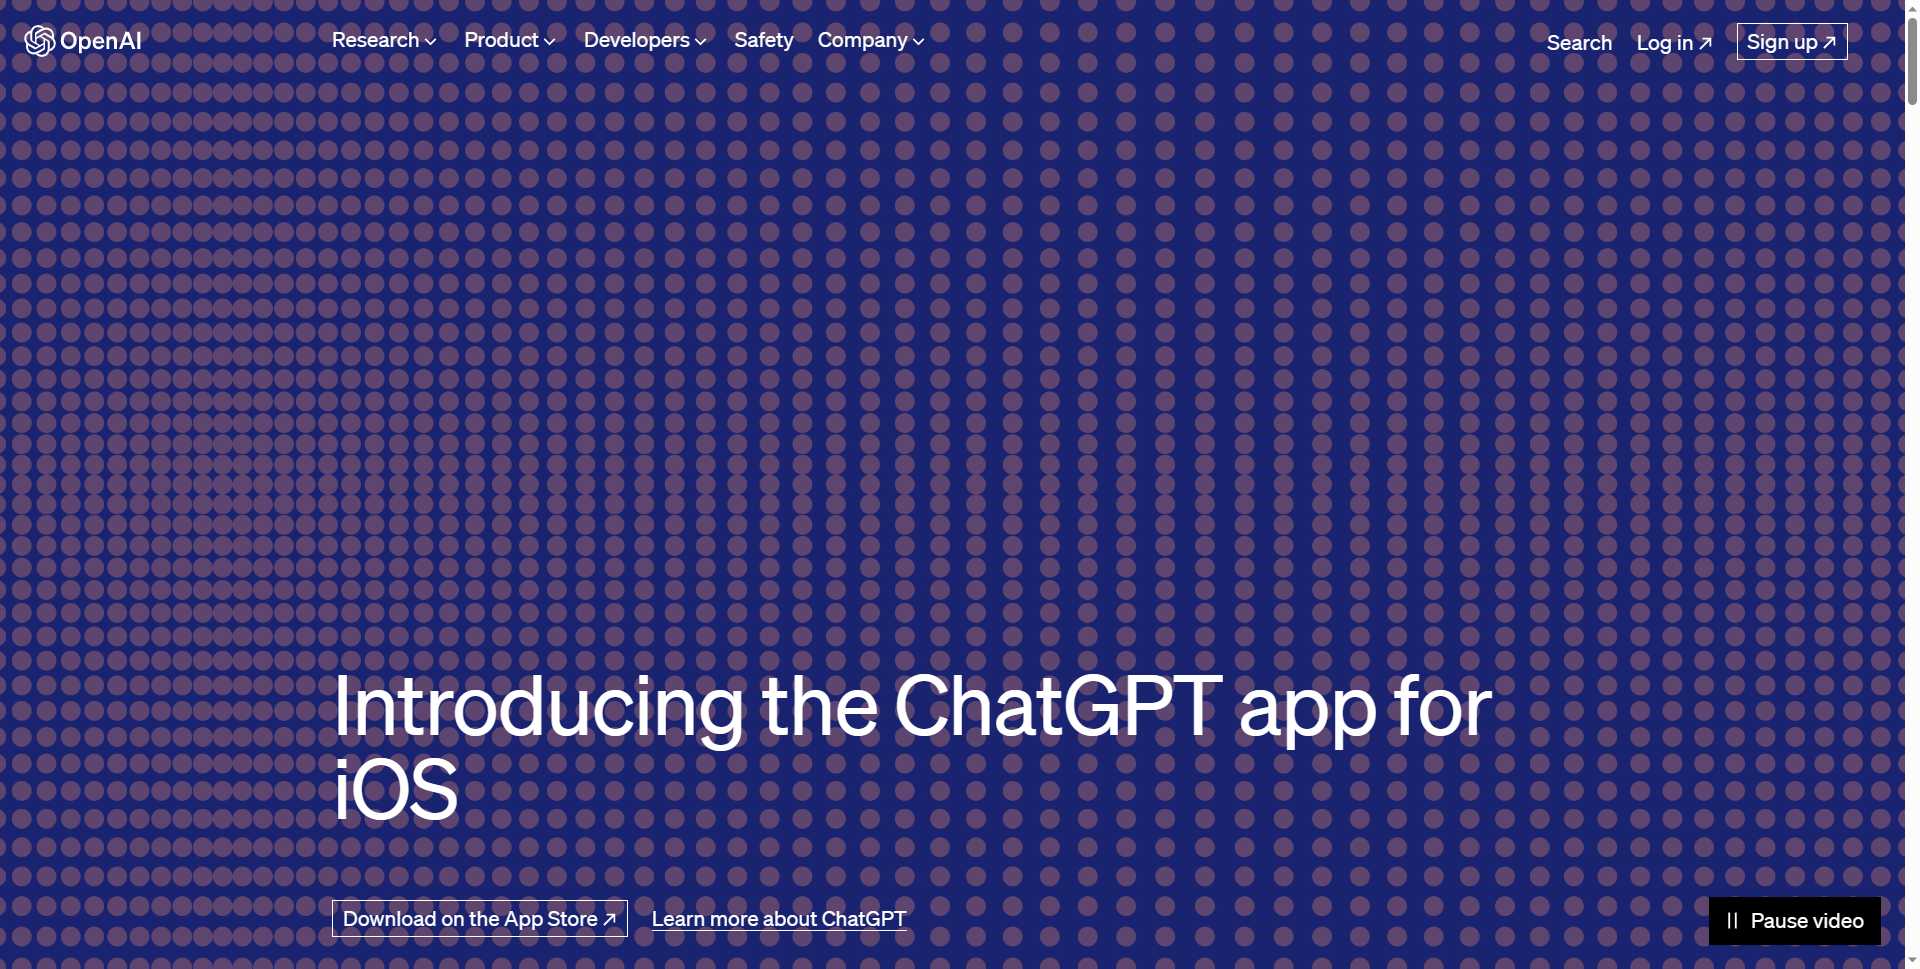 OpenAI
Research
Product
Developers
Safety
Company
Search
Log in
Sign up
Introducing the ChatGPT app for
iOS
Download on the App Store
Learn more about ChatGPT
Pause video